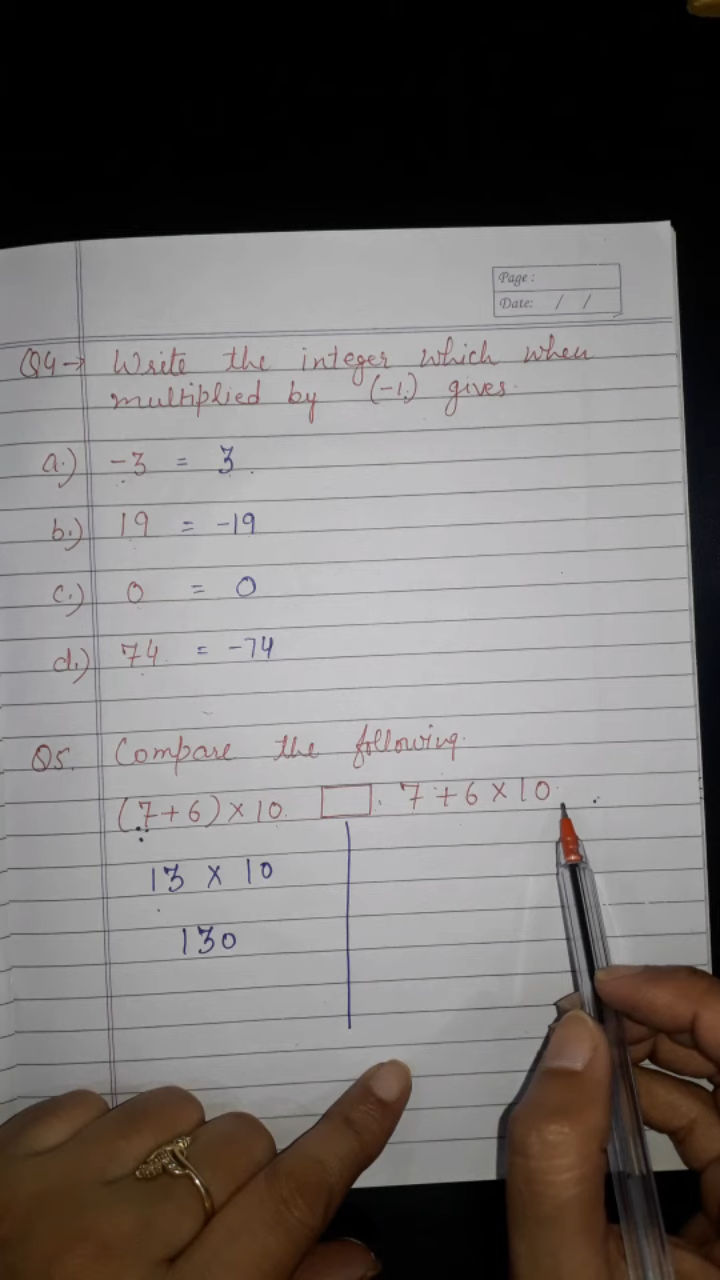 Page :
Date: / /
Q4→ Write the integer which when
multiplied by (-1) gives.
a.) -3 = 3.
b.) 19 = -19
c.) 0 = 0
d.) 74 = -74
Q5. Compare the following.
(7+6)×10. □. 7+6×10.
13 × 10
130